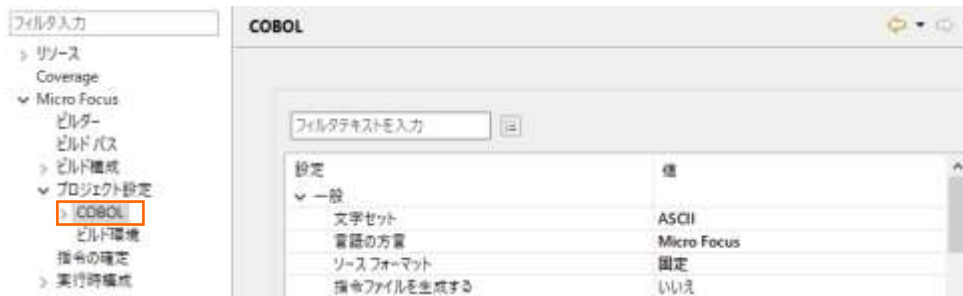 フィルタ入力
リソース
Coverage
Micro Focus
ビルダー
ビルド パス
ビルド構成
プロジェクト設定
COBOL
ビルド環境
指令の確定
実行時構成
COBOL
フィルタテキストを入力
設定 値
一般
文字セット ASCII
言語の方言 Micro Focus
ソース フォーマット 固定
指令ファイルを生成する いいえ